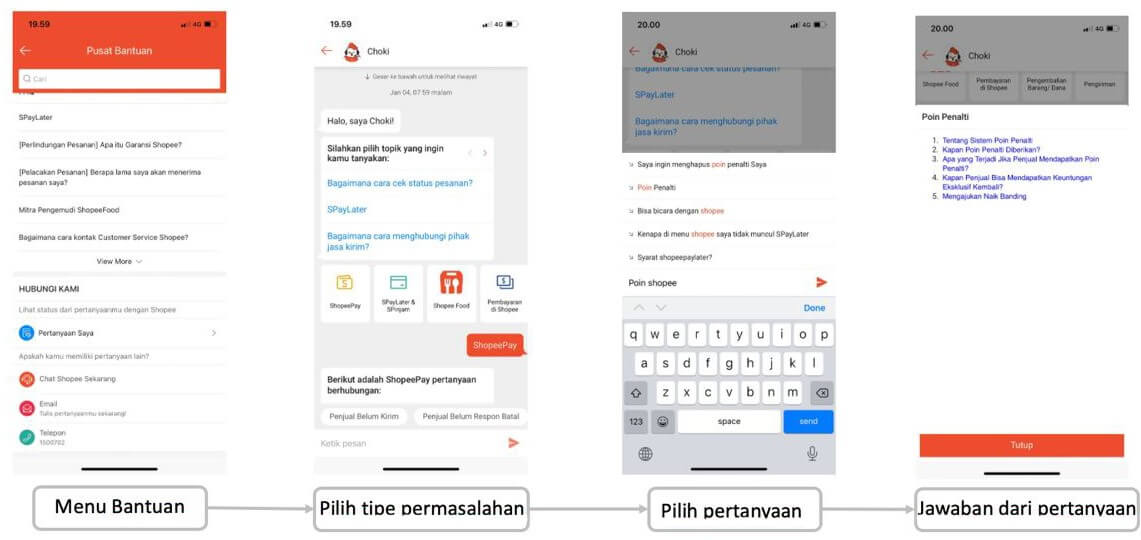 19.59
4G
Pusat Bantuan
Cari
SPayLater
[Perlindungan Pesanan] Apa itu Garansi Shopee?
[Pelacakan Pesanan] Berapa lama saya akan menerima
pesanan saya?
Mitra Pengemudi ShopeeFood
Bagaimana cara kontak Customer Service Shopee?
View More
HUBUNGI KAMI
Lihat status dari pertanyaanmu dengan Shopee
Pertanyaan Saya
Apakah kamu memiliki pertanyaan lain?
Chat Shopee Sekarang
Email
Tulis pertanyaanmu sekarang!
Telepon
1500702
Menu Bantuan
19.59
4G
Choki
Geser ke bawah untuk melihat riwayat
Jan 04, 07 59 malam
Halo, saya Choki!
Silahkan pilih topik yang ingin
kamu tanyakan:
Bagaimana cara cek status pesanan?
SPayLater
Bagaimana cara menghubungi pihak
jasa kirim?
ShopeePay
SPayLater &
SPinjam
Shopee Food
Pembayaran
di Shopee
ShopeePay
Berikut adalah ShopeePay pertanyaan
berhubungan:
Penjual Belum Kirim
Penjual Belum Respon Batal
Ketik pesan
Pilih tipe permasalahan
20.00
4G
Choki
Bagaimana cara cek status pesanan?
SPayLater
Bagaimana cara menghubungi pihak
jasa kirim?
Saya ingin menghapus poin penalti Saya
Poin Penalti
Bisa bicara dengan shopee
Kenapa di menu shopee saya tidak muncul SPayLater
Syarat shopeepaylater?
Poin shopee
Done
q w e r t y u i o p
a s d f g h j k l
z x c v b n m
123 space send
Pilih pertanyaan
20.00
4G
Choki
Shopee Food
Pembayaran
di Shopee
Pengembalian
Barang/ Dana
Pengiriman
Poin Penalti
1. Tentang Sistem Poin Penalti
2. Kapan Poin Penalti Diberikan?
3. Apa yang Terjadi Jika Penjual Mendapatkan Poin
Penalti?
4. Kapan Penjual Bisa Mendapatkan Keuntungan
Eksklusif Kembali?
5. Mengajukan Naik Banding
Tutup
Jawaban dari pertanyaan